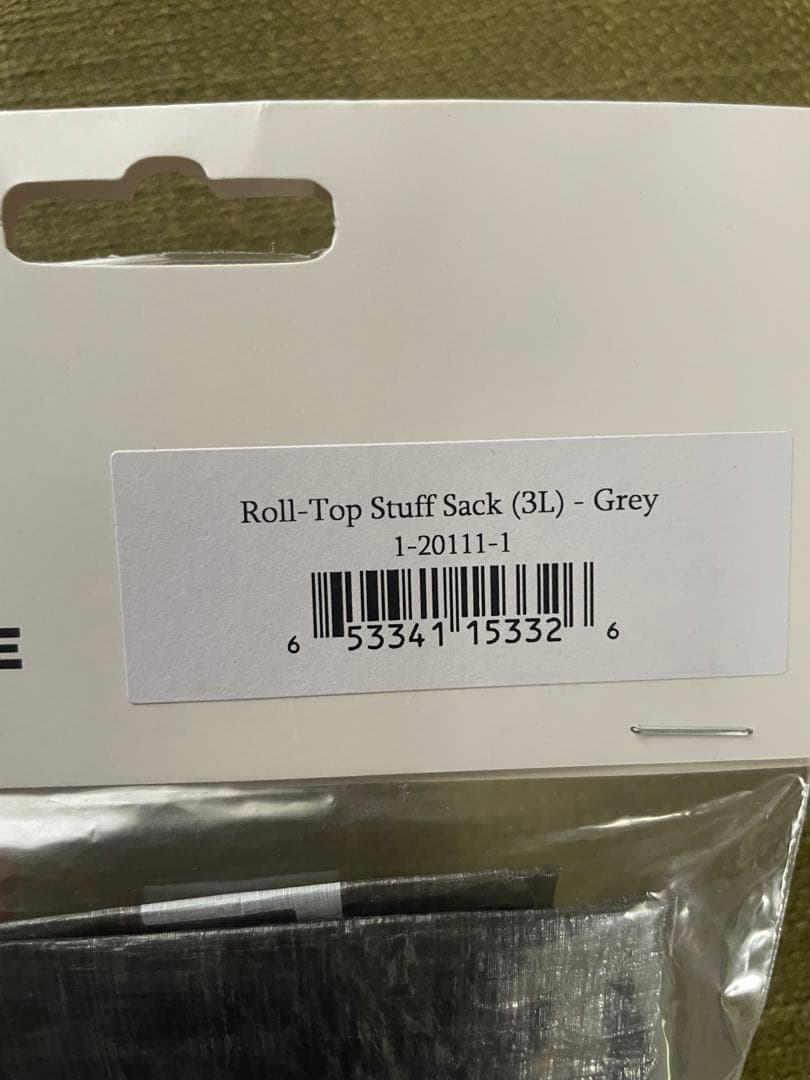 Roll-Top Stuff Sack (3L) - Grey
1-20111-1
6 53341 15332 6
E